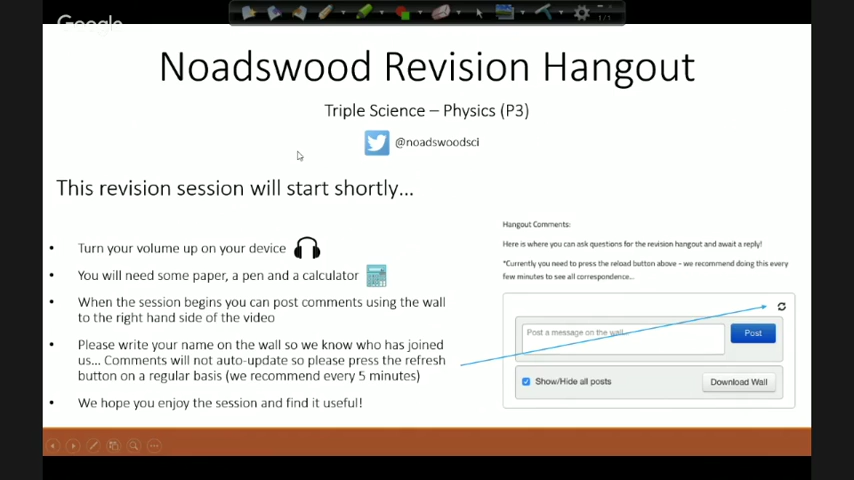 Google
1/1
Noadswood Revision Hangout
Triple Science – Physics (P3)
@noadswoodsci
This revision session will start shortly...
• Turn your volume up on your device
• You will need some paper, a pen and a calculator
• When the session begins you can post comments using the wall
to the right hand side of the video
• Please write your name on the wall so we know who has joined
us... Comments will not auto-update so please press the refresh
button on a regular basis (we recommend every 5 minutes)
• We hope you enjoy the session and find it useful!
Hangout Comments:
Here is where you can ask questions for the revision hangout and await a reply!
*Currently you need to press the reload button above – we recommend doing this every
few minutes to see all correspondence...
Post a message on the wall...
Post
Show/Hide all posts
Download Wall